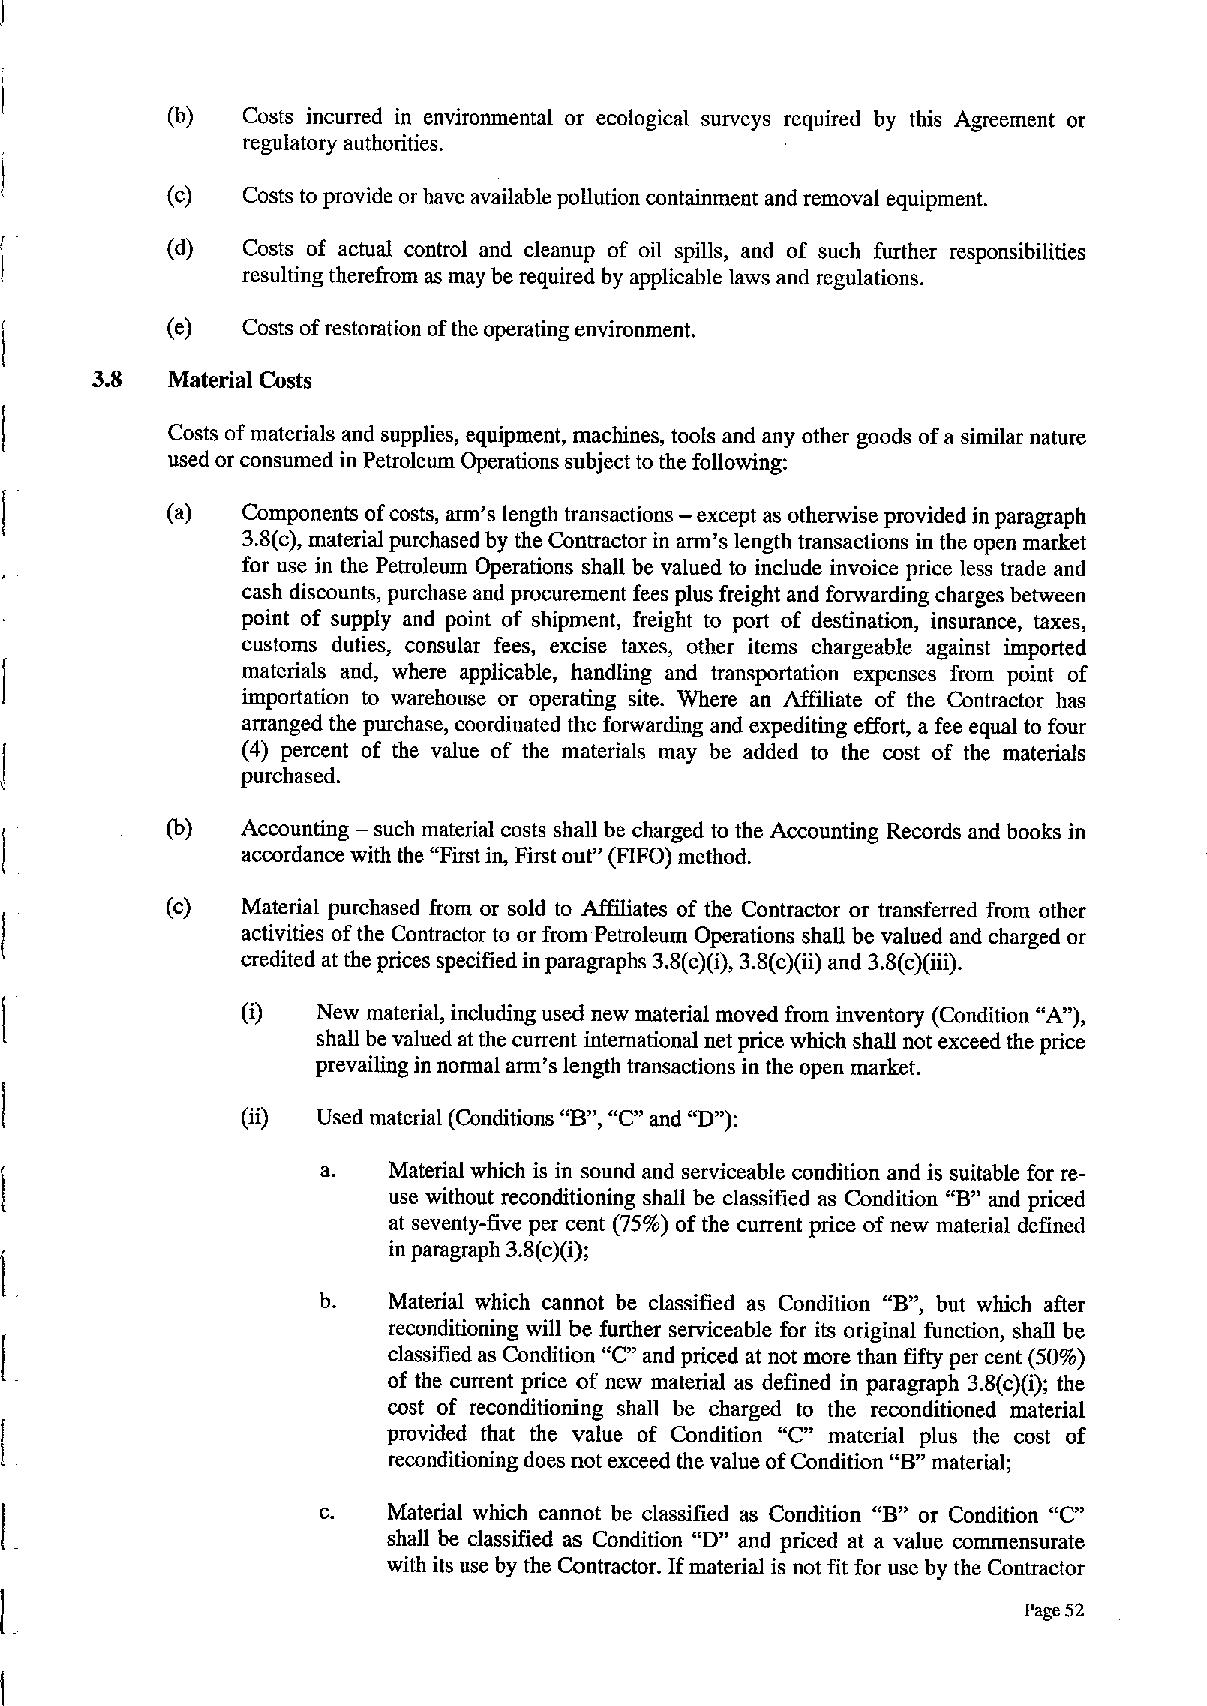 (b) Costs incurred in environmental or ecological surveys required by this Agreement or
regulatory authorities.
(c) Costs to provide or have available pollution containment and removal equipment.
(d) Costs of actual control and cleanup of oil spills, and of such further responsibilities
resulting therefrom as may be required by applicable laws and regulations.
(e) Costs of restoration of the operating environment.
3.8 Material Costs
Costs of materials and supplies, equipment, machines, tools and any other goods of a similar nature
used or consumed in Petroleum Operations subject to the following:
(a) Components of costs, arm's length transactions – except as otherwise provided in paragraph
3.8(c), material purchased by the Contractor in arm's length transactions in the open market
for use in the Petroleum Operations shall be valued to include invoice price less trade and
cash discounts, purchase and procurement fees plus freight and forwarding charges between
point of supply and point of shipment, freight to port of destination, insurance, taxes,
customs duties, consular fees, excise taxes, other items chargeable against imported
materials and, where applicable, handling and transportation expenses from point of
importation to warehouse or operating site. Where an Affiliate of the Contractor has
arranged the purchase, coordinated the forwarding and expediting effort, a fee equal to four
(4) percent of the value of the materials may be added to the cost of the materials
purchased.
(b) Accounting – such material costs shall be charged to the Accounting Records and books in
accordance with the “First in, First out” (FIFO) method.
(c) Material purchased from or sold to Affiliates of the Contractor or transferred from other
activities of the Contractor to or from Petroleum Operations shall be valued and charged or
credited at the prices specified in paragraphs 3.8(c)(i), 3.8(c)(ii) and 3.8(c)(iii).
(i) New material, including used new material moved from inventory (Condition “A”),
shall be valued at the current international net price which shall not exceed the price
prevailing in normal arm's length transactions in the open market.
(ii) Used material (Conditions “B”, “C” and “D”):
a. Material which is in sound and serviceable condition and is suitable for re-
use without reconditioning shall be classified as Condition “B” and priced
at seventy-five per cent (75%) of the current price of new material defined
in paragraph 3.8(c)(i);
b. Material which cannot be classified as Condition “B”, but which after
reconditioning will be further serviceable for its original function, shall be
classified as Condition “C” and priced at not more than fifty per cent (50%)
of the current price of new material as defined in paragraph 3.8(c)(i); the
cost of reconditioning shall be charged to the reconditioned material
provided that the value of Condition “C” material plus the cost of
reconditioning does not exceed the value of Condition “B” material;
c. Material which cannot be classified as Condition “B” or Condition “C”
shall be classified as Condition “D” and priced at a value commensurate
with its use by the Contractor. If material is not fit for use by the Contractor
Page 52